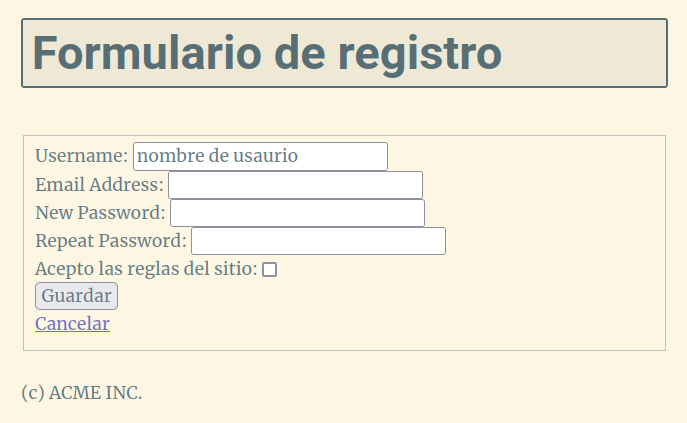 Formulario de registro
Username: nombre de usaurio
Email Address:
New Password:
Repeat Password:
Acepto las reglas del sitio:
Guardar
Cancelar
(c) ACME INC.